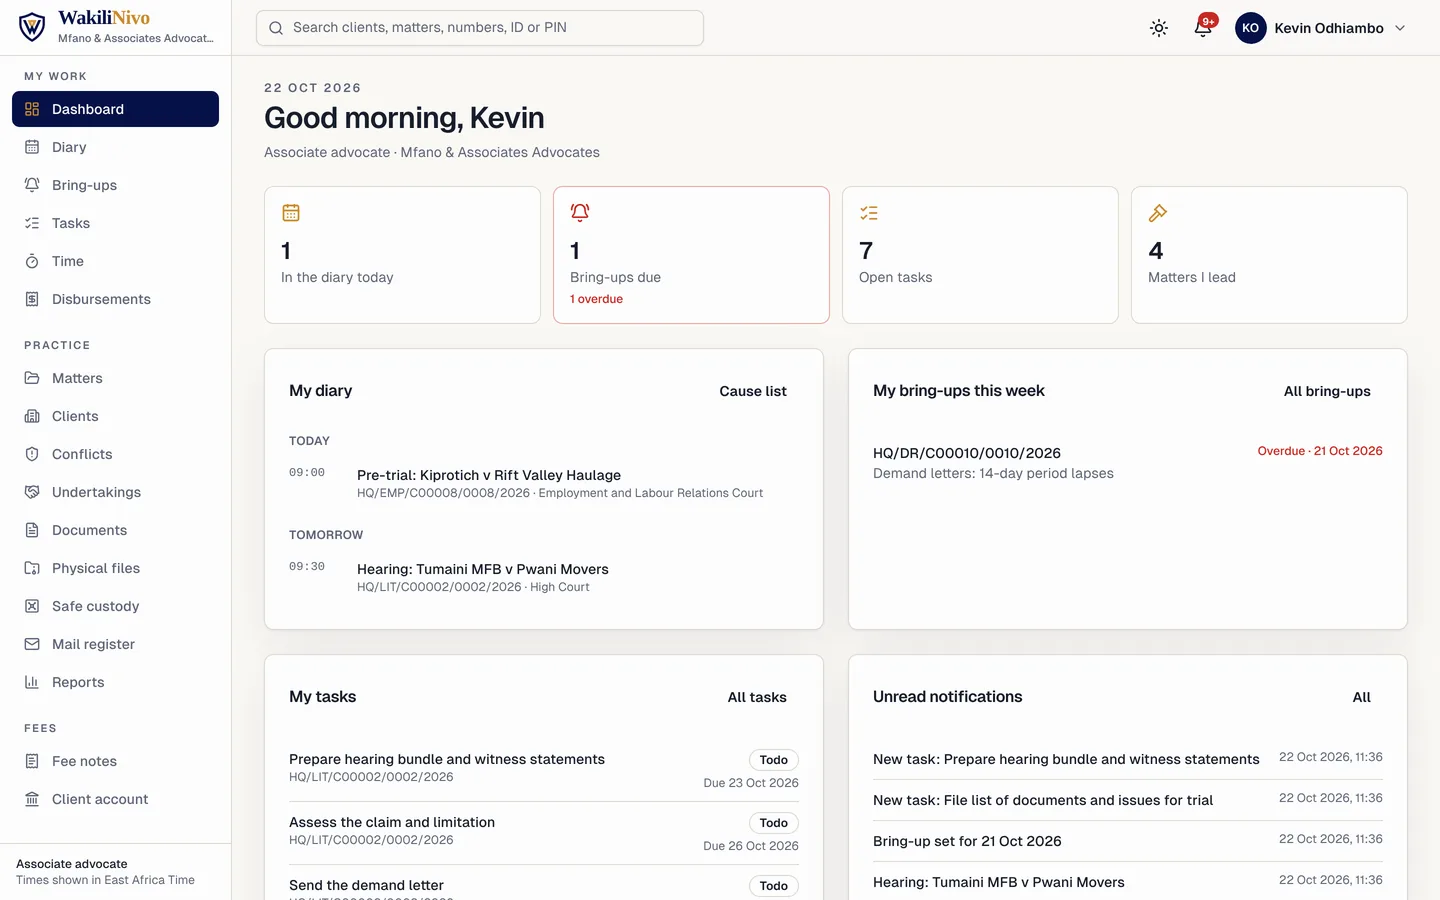 WakiliNivo
Mfano & Associates Advocat...
Search clients, matters, numbers, ID or PIN
9+
KO
Kevin Odhiambo
MY WORK
Dashboard
Diary
Bring-ups
Tasks
Time
Disbursements
PRACTICE
Matters
Clients
Conflicts
Undertakings
Documents
Physical files
Safe custody
Mail register
Reports
FEES
Fee notes
Client account
Associate advocate
Times shown in East Africa Time
22 OCT 2026
Good morning, Kevin
Associate advocate · Mfano & Associates Advocates
1
In the diary today
1
Bring-ups due
1 overdue
7
Open tasks
4
Matters I lead
My diary
Cause list
TODAY
09:00
Pre-trial: Kiprotich v Rift Valley Haulage
HQ/EMP/C00008/0008/2026 · Employment and Labour Relations Court
TOMORROW
09:30
Hearing: Tumaini MFB v Pwani Movers
HQ/LIT/C00002/0002/2026 · High Court
My bring-ups this week
All bring-ups
HQ/DR/C00010/0010/2026
Overdue · 21 Oct 2026
Demand letters: 14-day period lapses
My tasks
All tasks
Prepare hearing bundle and witness statements
Todo
HQ/LIT/C00002/0002/2026
Due 23 Oct 2026
Assess the claim and limitation
Todo
HQ/LIT/C00002/0002/2026
Due 26 Oct 2026
Send the demand letter
Todo
Unread notifications
All
New task: Prepare hearing bundle and witness statements
22 Oct 2026, 11:36
New task: File list of documents and issues for trial
22 Oct 2026, 11:36
Bring-up set for 21 Oct 2026
22 Oct 2026, 11:36
Hearing: Tumaini MFB v Pwani Movers
22 Oct 2026, 11:36